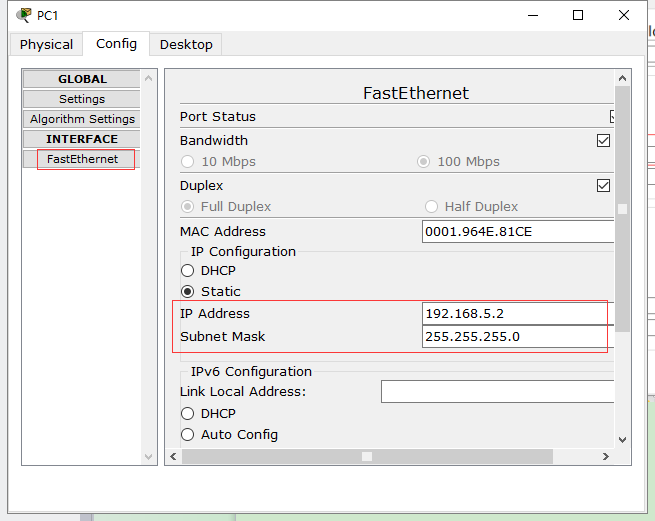 PC1
Physical Config Desktop
GLOBAL
Settings
Algorithm Settings
INTERFACE
FastEthernet
FastEthernet
Port Status
Bandwidth
10 Mbps 100 Mbps
Duplex
Full Duplex Half Duplex
MAC Address 0001.964E.81CE
IP Configuration
DHCP
Static
IP Address 192.168.5.2
Subnet Mask 255.255.255.0
IPv6 Configuration
Link Local Address:
DHCP
Auto Config